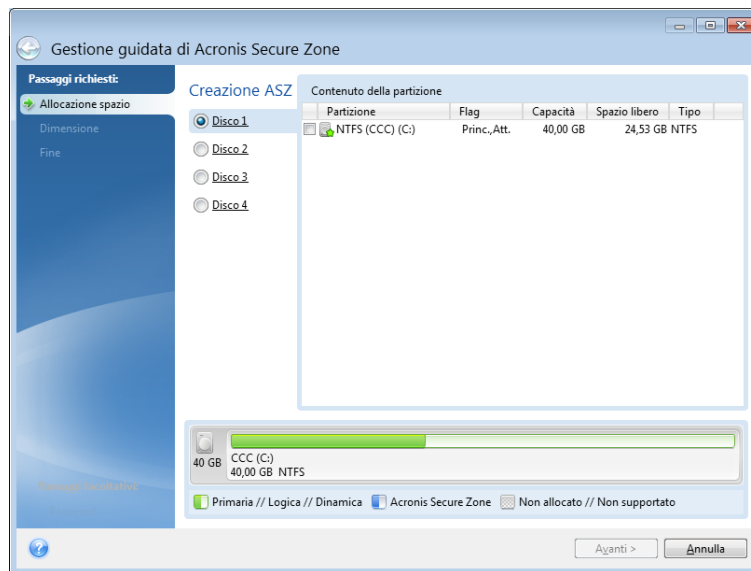 Gestione guidata di Acronis Secure Zone
Passaggi richiesti:
Allocazione spazio
Dimensione
Fine
Creazione ASZ
Disco 1
Disco 2
Disco 3
Disco 4
Contenuto della partizione
Partizione Flag Capacità Spazio libero Tipo
NTFS (CCC) (C:) Princ.,Att. 40,00 GB 24,53 GB NTFS
40 GB
CCC (C:)
40,00 GB NTFS
Primaria // Logica // Dinamica Acronis Secure Zone Non allocato // Non supportato
? Avanti > Annulla